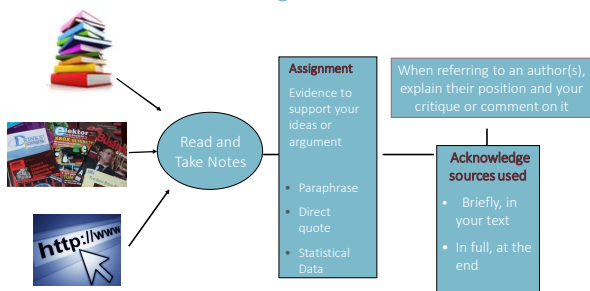 elektor
http://www
Read and
Take Notes
Assignment
Evidence to
support your
ideas or
argument
• Paraphrase
• Direct
quote
• Statistical
Data
When referring to an author(s),
explain their position and your
critique or comment on it
Acknowledge
sources used
• Briefly, in
your text
• In full, at the
end